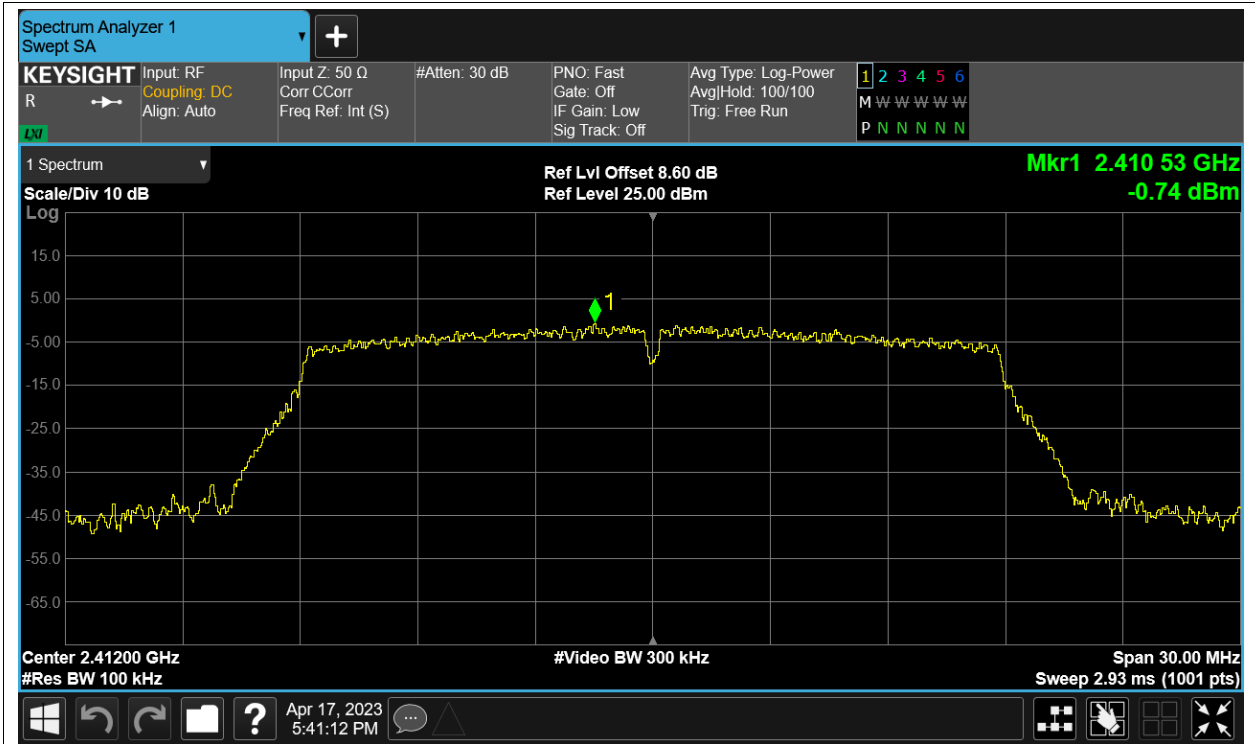 Spectrum Analyzer 1
Swept SA
KEYSIGHT
R
LXI
Input: RF
Coupling: DC
Align: Auto
Input Z: 50 Ω
Corr CCorr
Freq Ref: Int (S)
#Atten: 30 dB
PNO: Fast
Gate: Off
IF Gain: Low
Sig Track: Off
Avg Type: Log-Power
Avg|Hold: 100/100
Trig: Free Run
1 2 3 4 5 6
M W W W W W
P N N N N N
1 Spectrum
Scale/Div 10 dB
Log
Ref Lvl Offset 8.60 dB
Ref Level 25.00 dBm
Mkr1 2.410 53 GHz
-0.74 dBm
15.0
5.00
-5.00
-15.0
-25.0
-35.0
-45.0
-55.0
-65.0
1
Center 2.41200 GHz
#Res BW 100 kHz
#Video BW 300 kHz
Span 30.00 MHz
Sweep 2.93 ms (1001 pts)
?
Apr 17, 2023
5:41:12 PM